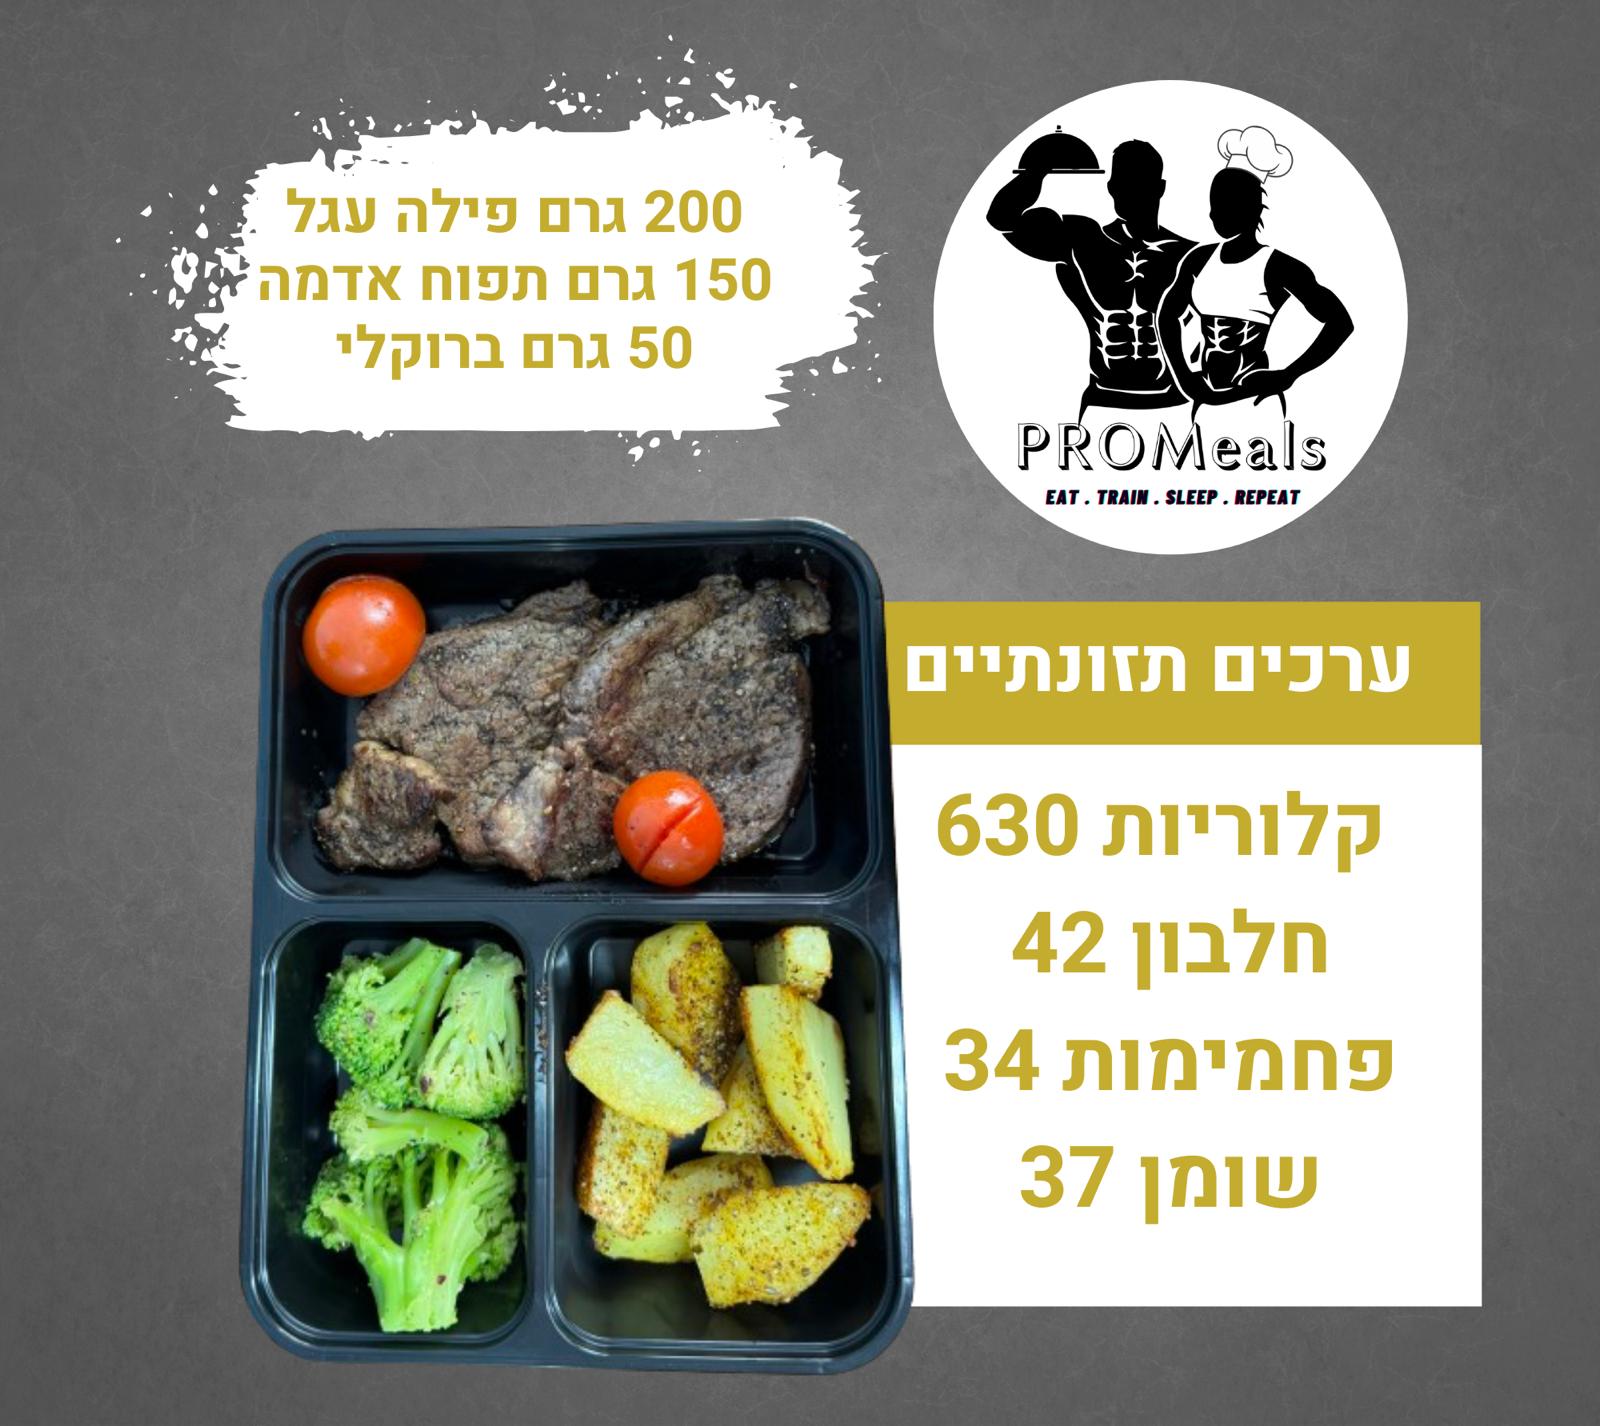 200 גרם פילה עגל
150 גרם תפוח אדמה
50 גרם ברוקלי
PROMeals
EAT . TRAIN . SLEEP . REPEAT
ערכים תזונתיים
קלוריות 630
חלבון 42
פחמימות 34
שומן 37